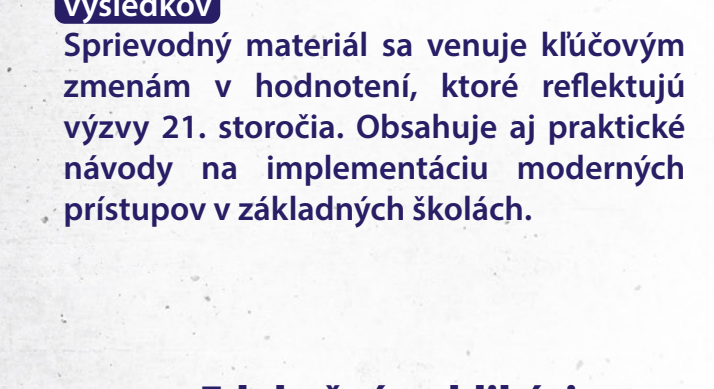 výsledkov
Sprievodný materiál sa venuje kľúčovým
zmenám v hodnotení, ktoré reflektujú
výzvy 21. storočia. Obsahuje aj praktické
návody na implementáciu moderných
prístupov v základných školách.